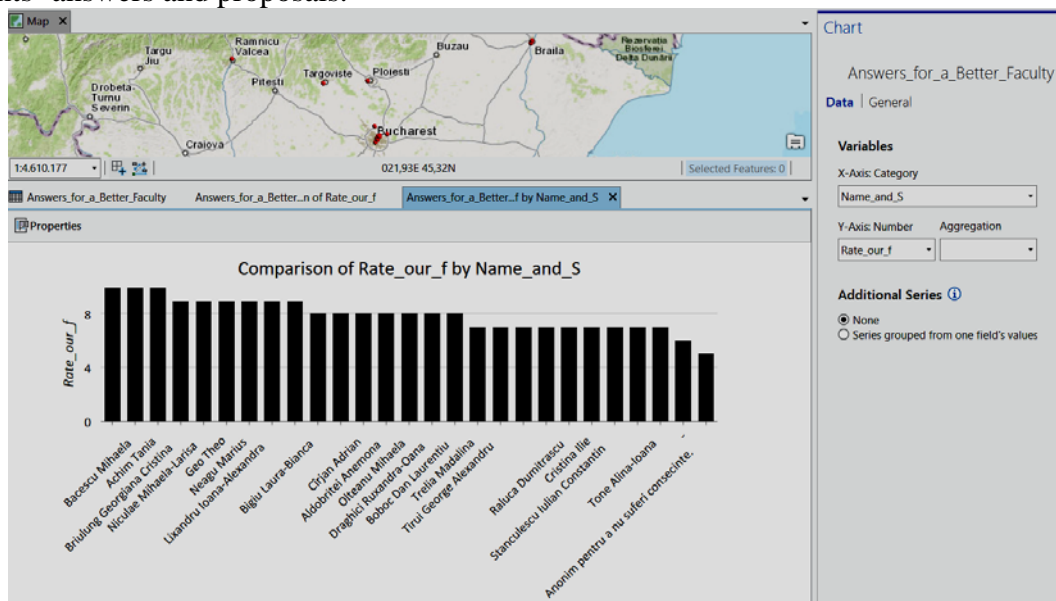 nts' answers and proposals.
Map X
Chart
Answers_for_a_Better_Faculty
Data | General
Variables
X-Axis: Category
Name_and_S
Y-Axis: Number Aggregation
Rate_our_f
Additional Series
None
Series grouped from one field's values
Targu
Jiu
Ramnicu
Valcea
Buzau
Braila
Rezervatia
Biosferei
Delta Dunării
Drobeta-
Turnu
Severin
Pitesti
Targoviste
Ploiesti
Craiova
Bucharest
1:4.610.177
021,93E 45,32N
Selected Features: 0
Answers_for_a_Better_Faculty
Answers_for_a_Better...n of Rate_our_f
Answers_for_a_Better...f by Name_and_S X
Properties
Comparison of Rate_our_f by Name_and_S
Rate_our_f
8
4
0
Bacescu Mihaela
Achim Tania
Briulung Georgiana Cristina
Niculae Mihaela-Larisa
Geo Theo
Neagu Marius
Lixandru Ioana-Alexandra
Bigiu Laura-Bianca
Cirjan Adrian
Aldobritei Anemona
Olteanu Mihaela
Draghici Ruxandra-Oana
Boboc Dan Laurentiu
Trelia Madalina
Tirui George Alexandru
Raluca Dumitrascu
Cristina Ilie
Stanculescu Iulian Constantin
Tone Alina-Ioana
-
Anonim pentru a nu suferi consecinte.